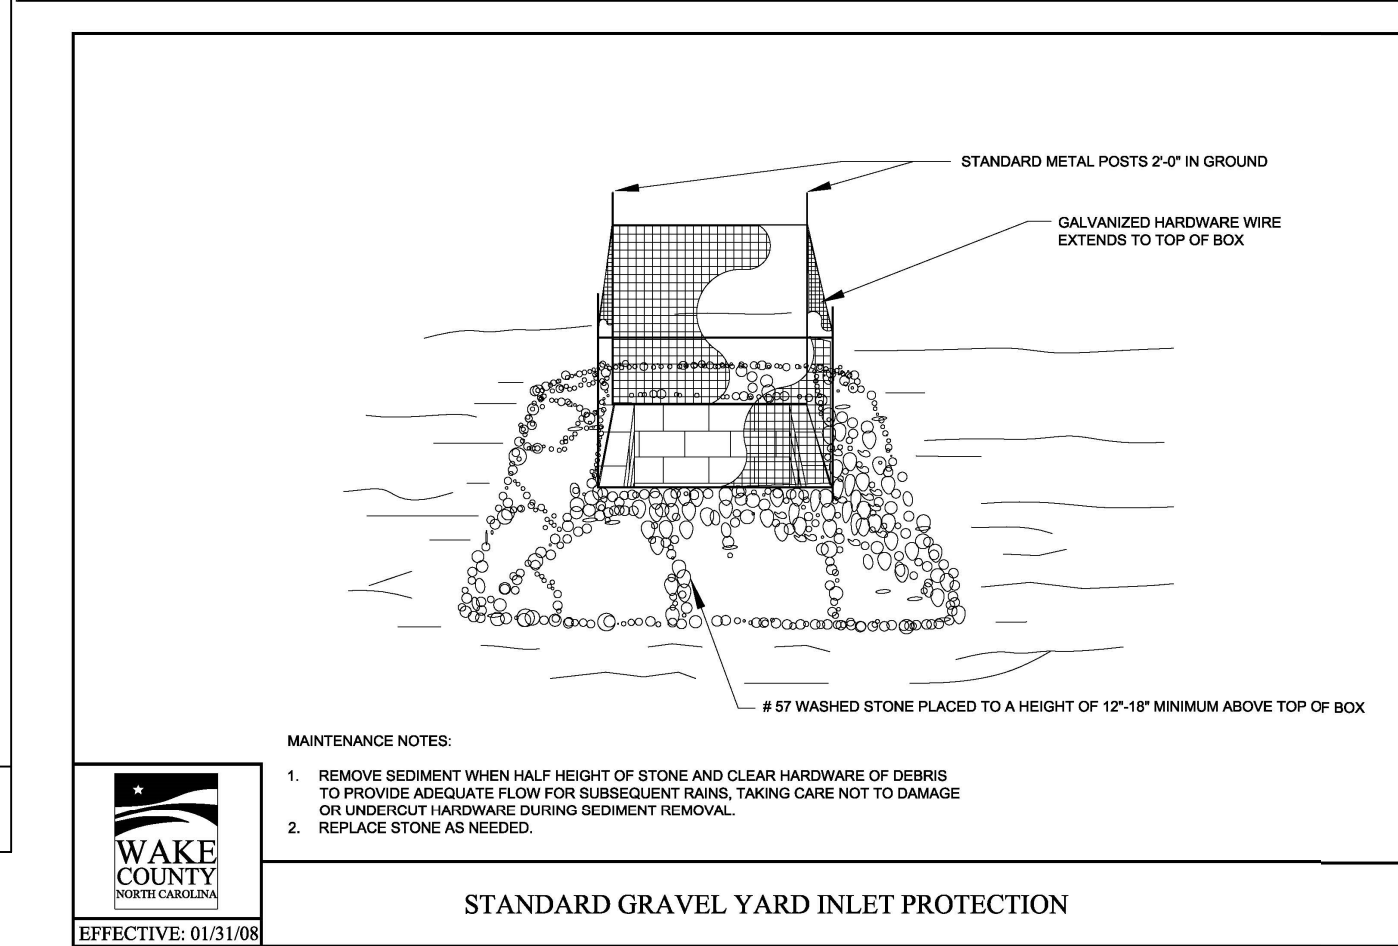 STANDARD METAL POSTS 2'-0" IN GROUND
GALVANIZED HARDWARE WIRE
EXTENDS TO TOP OF BOX
# 57 WASHED STONE PLACED TO A HEIGHT OF 12"-18" MINIMUM ABOVE TOP OF BOX
MAINTENANCE NOTES:
1. REMOVE SEDIMENT WHEN HALF HEIGHT OF STONE AND CLEAR HARDWARE OF DEBRIS
TO PROVIDE ADEQUATE FLOW FOR SUBSEQUENT RAINS, TAKING CARE NOT TO DAMAGE
OR UNDERCUT HARDWARE DURING SEDIMENT REMOVAL.
2. REPLACE STONE AS NEEDED.
WAKE
COUNTY
NORTH CAROLINA
EFFECTIVE: 01/31/08
STANDARD GRAVEL YARD INLET PROTECTION